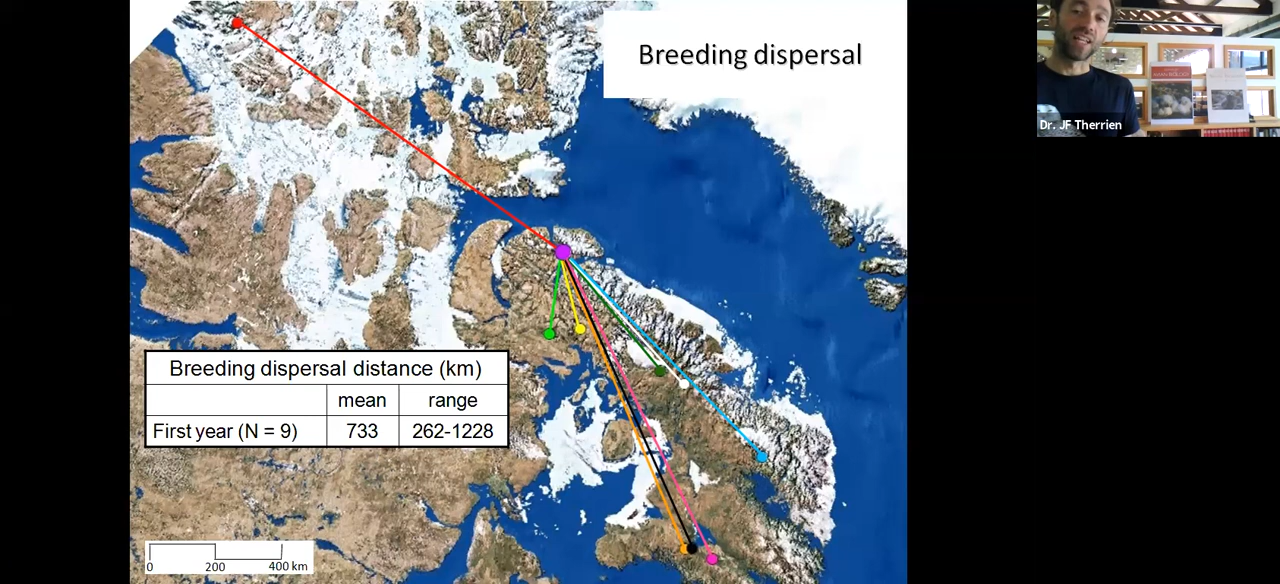 Breeding dispersal
Dr. JF Therrien
Breeding dispersal distance (km)
mean range
First year (N = 9) 733 262-1228
0 200 400 km